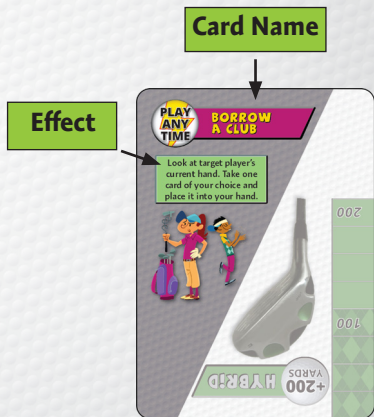 Card Name
Effect
PLAY
ANY
TIME
BORROW
A CLUB
Look at target player's
current hand. Take one
card of your choice and
place it into your hand.
200
100
HYBRID
+200
YARDS